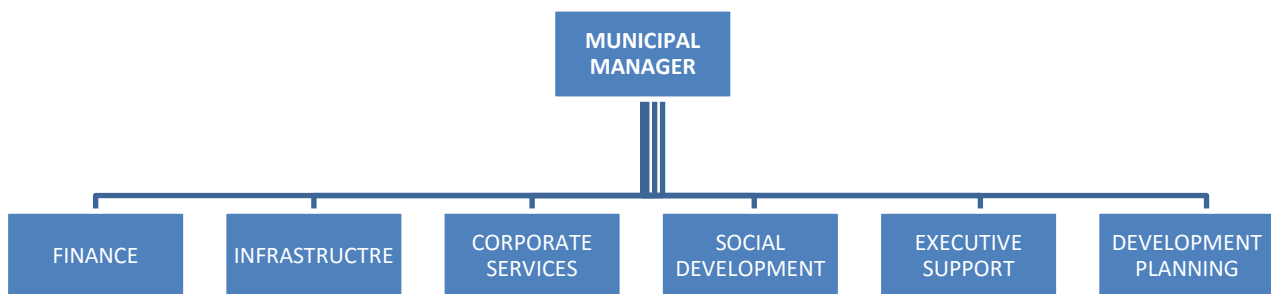 MUNICIPAL
MANAGER
FINANCE
INFRASTRUCTRE
CORPORATE
SERVICES
SOCIAL
DEVELOPMENT
EXECUTIVE
SUPPORT
DEVELOPMENT
PLANNING